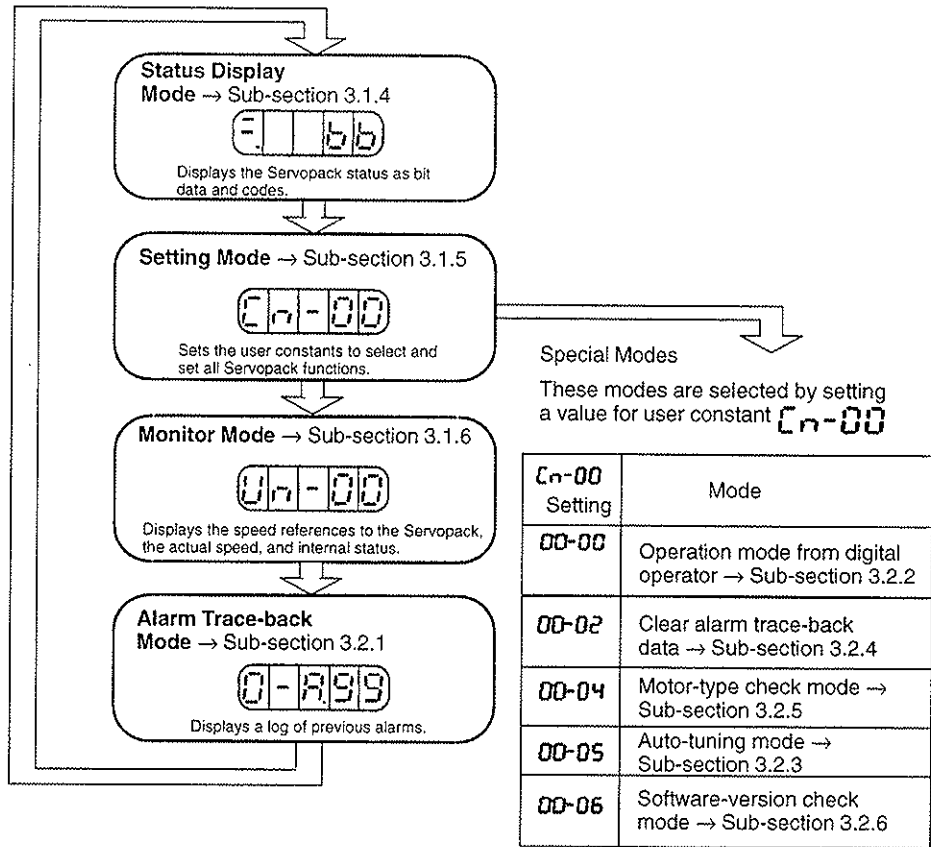 Status Display
Mode → Sub-section 3.1.4
=. bb
Displays the Servopack status as bit
data and codes.
Setting Mode → Sub-section 3.1.5
Cn-00
Sets the user constants to select and
set all Servopack functions.
Monitor Mode → Sub-section 3.1.6
Un-00
Displays the speed references to the Servopack,
the actual speed, and internal status.
Alarm Trace-back
Mode → Sub-section 3.2.1
0-A.99
Displays a log of previous alarms.
Special Modes
These modes are selected by setting
a value for user constant Cn-00
Cn-00
Setting
Mode
00-00
Operation mode from digital
operator → Sub-section 3.2.2
00-02
Clear alarm trace-back
data → Sub-section 3.2.4
00-04
Motor-type check mode →
Sub-section 3.2.5
00-05
Auto-tuning mode →
Sub-section 3.2.3
00-06
Software-version check
mode → Sub-section 3.2.6